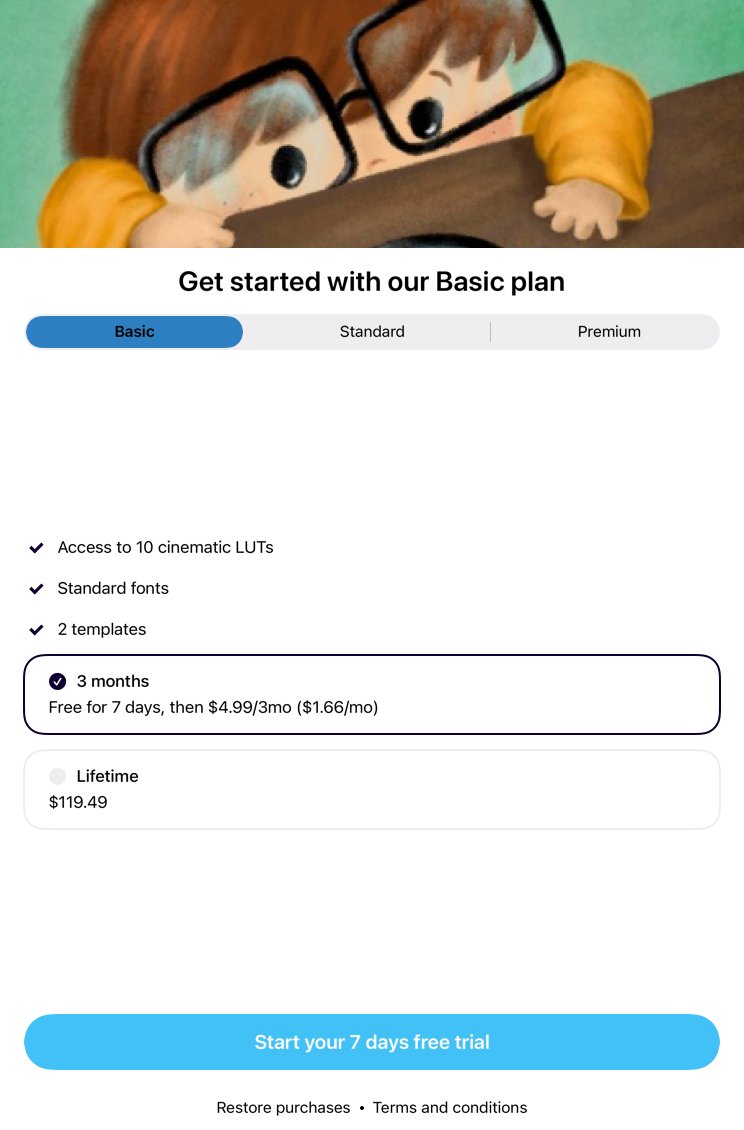 Get started with our Basic plan
Basic
Standard
Premium
Access to 10 cinematic LUTs
Standard fonts
2 templates
3 months
Free for 7 days, then $4.99/3mo ($1.66/mo)
Lifetime
$119.49
Start your 7 days free trial
Restore purchases • Terms and conditions